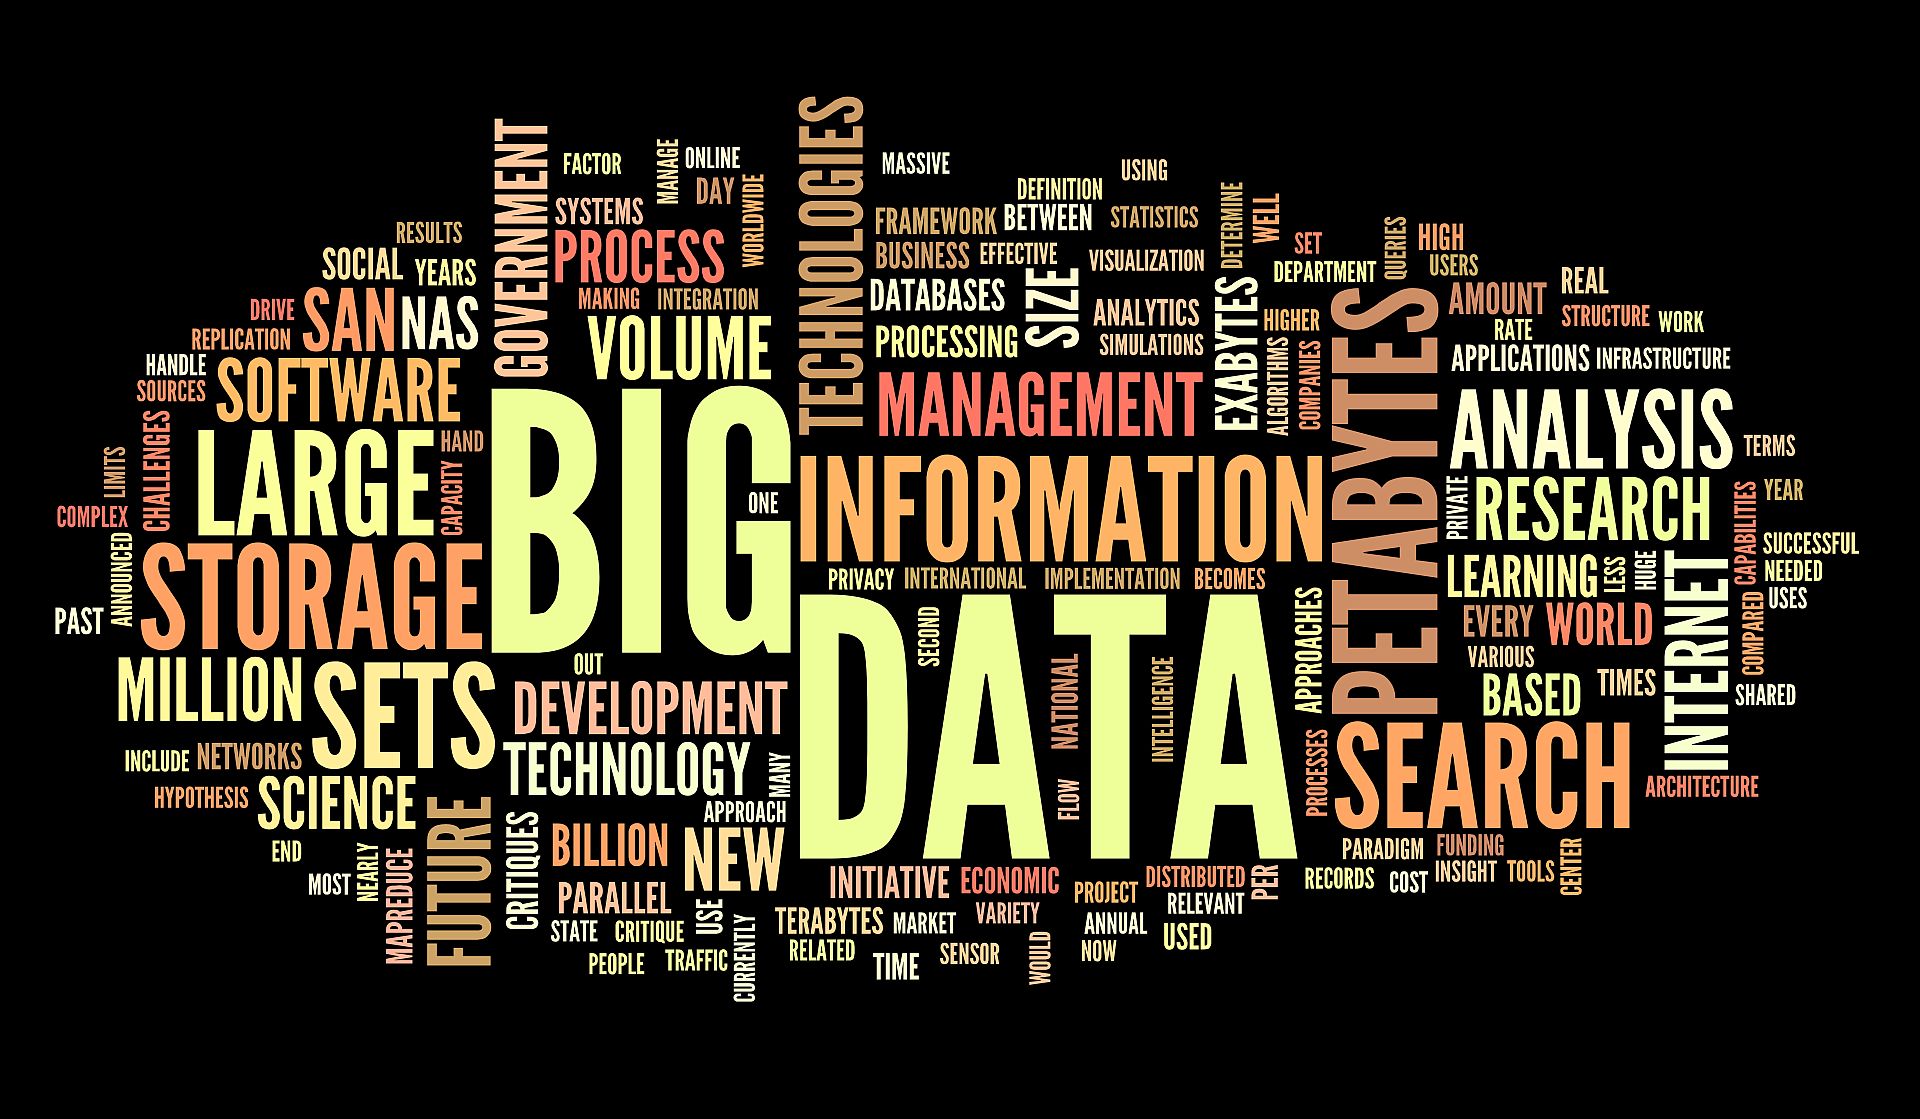 GOVERNMENT
FACTOR
MANAGE
ONLINE
DAY
WORLDWIDE
SYSTEMS
PROCESS
MAKING
INTEGRATION
VOLUME
TECHNOLOGIES
MASSIVE
USING
DEFINITION
FRAMEWORK
BETWEEN
STATISTICS
BUSINESS
EFFECTIVE
VISUALIZATION
DATABASES
SIZE
ANALYTICS
PROCESSING
SIMULATIONS
MANAGEMENT
DETERMINE
WELL
EXABYTES
SET
DEPARTMENT
HIGHER
ALGORITHMS
COMPANIES
QUERIES
HIGH
USERS
PETABYTES
AMOUNT
REAL
RATE
STRUCTURE
WORK
APPLICATIONS
INFRASTRUCTURE
RESULTS
SOCIAL
YEARS
DRIVE
SAN
NAS
REPLICATION
HANDLE
SOURCES
SOFTWARE
CHALLENGES
LIMITS
LARGE
HAND
CAPACITY
COMPLEX
ANNOUNCED
STORAGE
PAST
BIG
ONE
INFORMATION
PRIVACY
INTERNATIONAL
IMPLEMENTATION
BECOMES
DATA
SECOND
NATIONAL
FLOW
INTELLIGENCE
APPROACHES
PROCESSES
ANALYSIS
TERMS
PRIVATE
RESEARCH
YEAR
CAPABILITIES
SUCCESSFUL
LEARNING
LESS
HUGE
INTERNET
NEEDED
USES
COMPARED
EVERY
WORLD
VARIOUS
BASED
TIMES
SHARED
SEARCH
ARCHITECTURE
MILLION
SETS
OUT
DEVELOPMENT
TECHNOLOGY
MANY
INCLUDE
NETWORKS
HYPOTHESIS
SCIENCE
APPROACH
END
MOST
NEARLY
MAPREDUCE
FUTURE
CRITIQUES
BILLION
NEW
PARALLEL
USE
STATE
CRITIQUE
PEOPLE
TRAFFIC
CURRENTLY
INITIATIVE
ECONOMIC
PROJECT
DISTRIBUTED
PER
RELEVANT
TERABYTES
MARKET
VARIETY
ANNUAL
USED
RELATED
TIME
SENSOR
WOULD
NOW
PARADIGM
FUNDING
RECORDS
COST
INSIGHT
TOOLS
CENTER